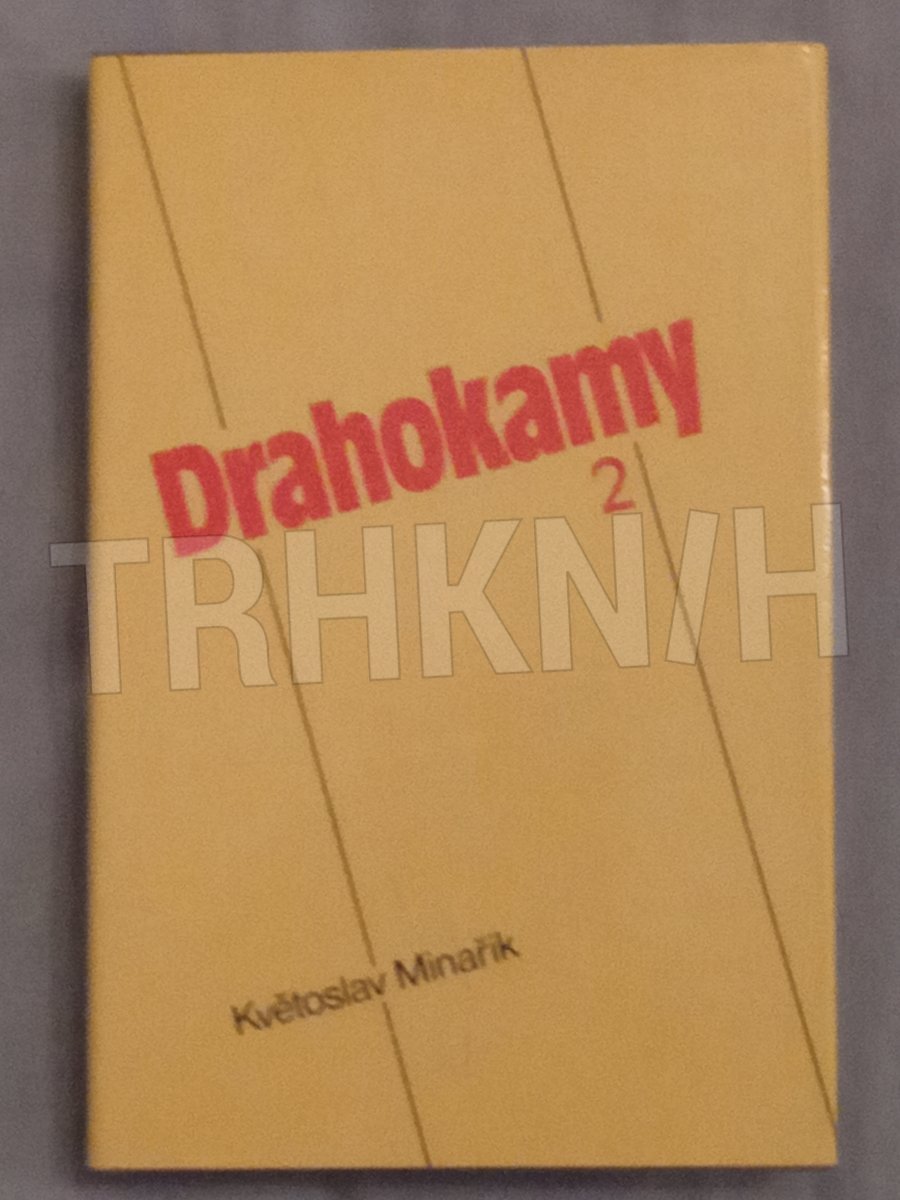 Drahokamy
2
TRHKNIH
Květoslav Minařík